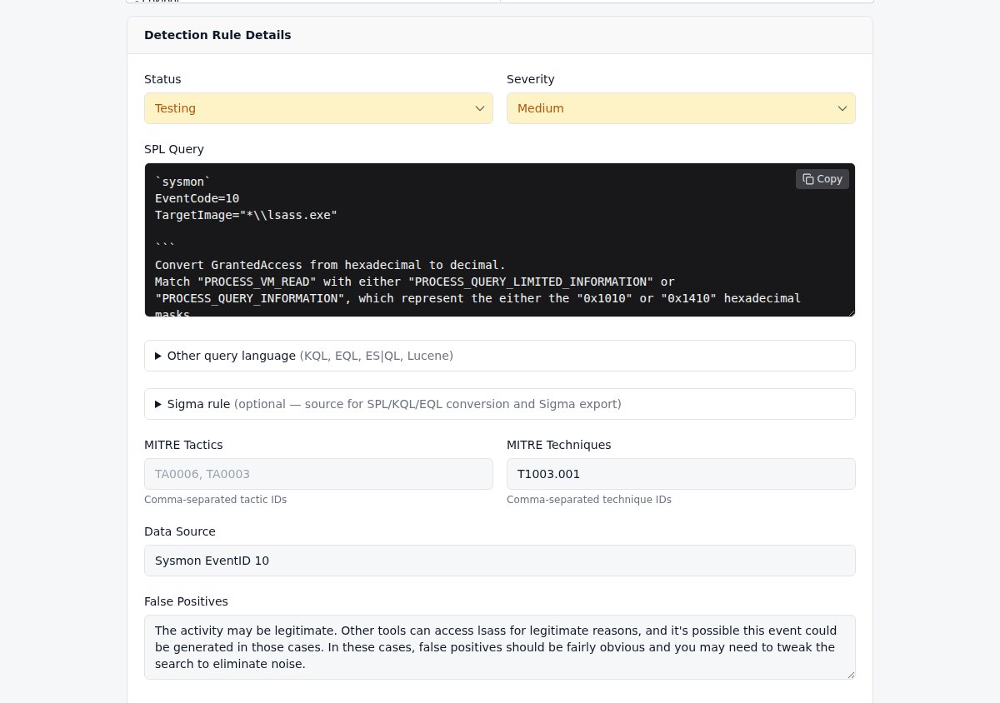 Detection Rule Details
Status
Severity
Testing
Medium
SPL Query
Copy
`sysmon`
EventCode=10
TargetImage="*\\lsass.exe"
```
Convert GrantedAccess from hexadecimal to decimal.
Match "PROCESS_VM_READ" with either "PROCESS_QUERY_LIMITED_INFORMATION" or
"PROCESS_QUERY_INFORMATION", which represent the either the "0x1010" or "0x1410" hexadecimal
masks
Other query language (KQL, EQL, ES|QL, Lucene)
Sigma rule (optional — source for SPL/KQL/EQL conversion and Sigma export)
MITRE Tactics
MITRE Techniques
TA0006, TA0003
T1003.001
Comma-separated tactic IDs
Comma-separated technique IDs
Data Source
Sysmon EventID 10
False Positives
The activity may be legitimate. Other tools can access lsass for legitimate reasons, and it's possible this event could
be generated in those cases. In these cases, false positives should be fairly obvious and you may need to tweak the
search to eliminate noise.